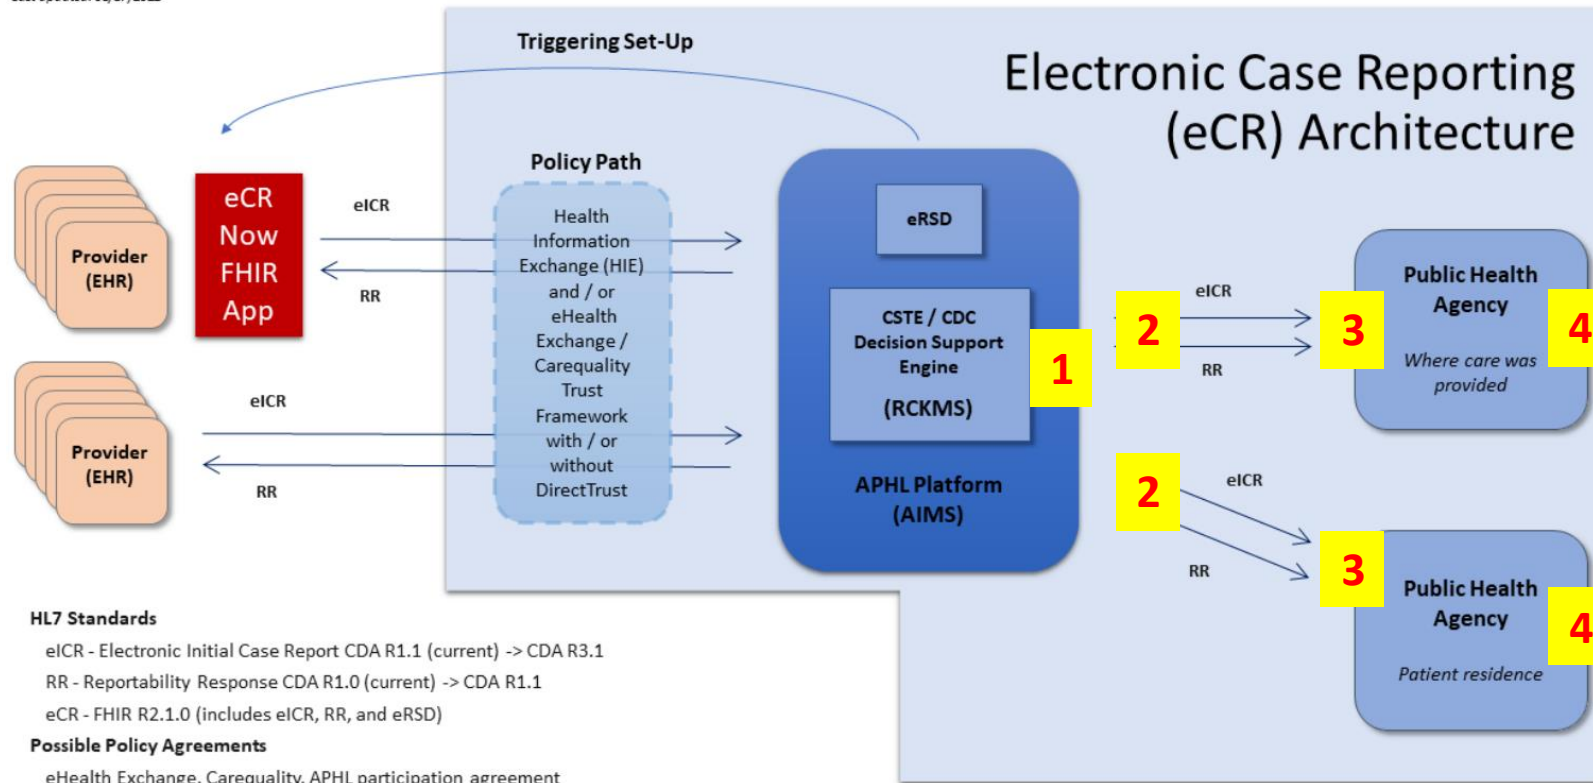 Triggering Set-Up
Electronic Case Reporting
(eCR) Architecture
Policy Path
Provider
(EHR)
eCR
Now
FHIR
App
eICR
RR
Health
Information
Exchange (HIE)
and / or
eHealth
Exchange /
Carequality
Trust
Framework
with / or
without
DirectTrust
eRSD
CSTE / CDC
Decision Support
Engine
(RCKMS)
1
APHL Platform
(AIMS)
2
eICR
RR
3
Public Health
Agency
Where care was
provided
4
Provider
(EHR)
eICR
RR
2
eICR
RR
3
Public Health
Agency
Patient residence
4
HL7 Standards
eICR - Electronic Initial Case Report CDA R1.1 (current) -> CDA R3.1
RR - Reportability Response CDA R1.0 (current) -> CDA R1.1
eCR - FHIR R2.1.0 (includes eICR, RR, and eRSD)
Possible Policy Agreements
eHealth Exchange, Carequality, APHL participation agreement